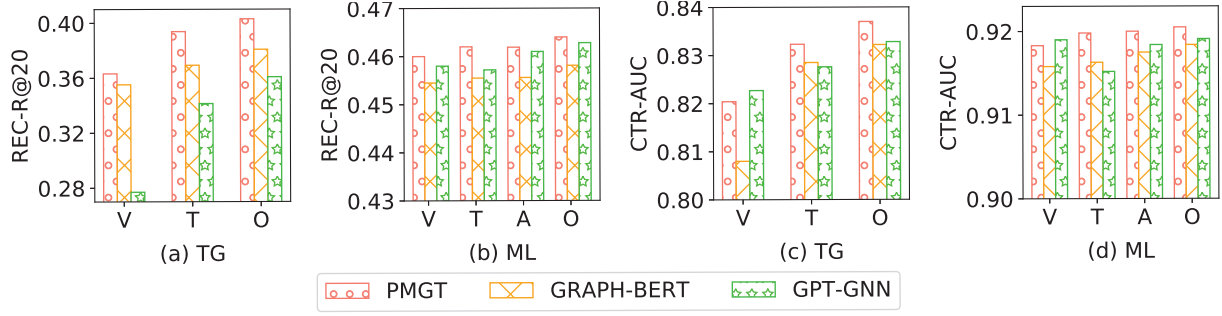 REC-R@20
0.40
0.36
0.32
0.28
V T O
(a) TG
REC-R@20
0.47
0.46
0.45
0.44
0.43
V T A O
(b) ML
CTR-AUC
0.84
0.83
0.82
0.81
0.80
V T O
(c) TG
CTR-AUC
0.92
0.91
0.90
V T A O
(d) ML
PMGT GRAPH-BERT GPT-GNN